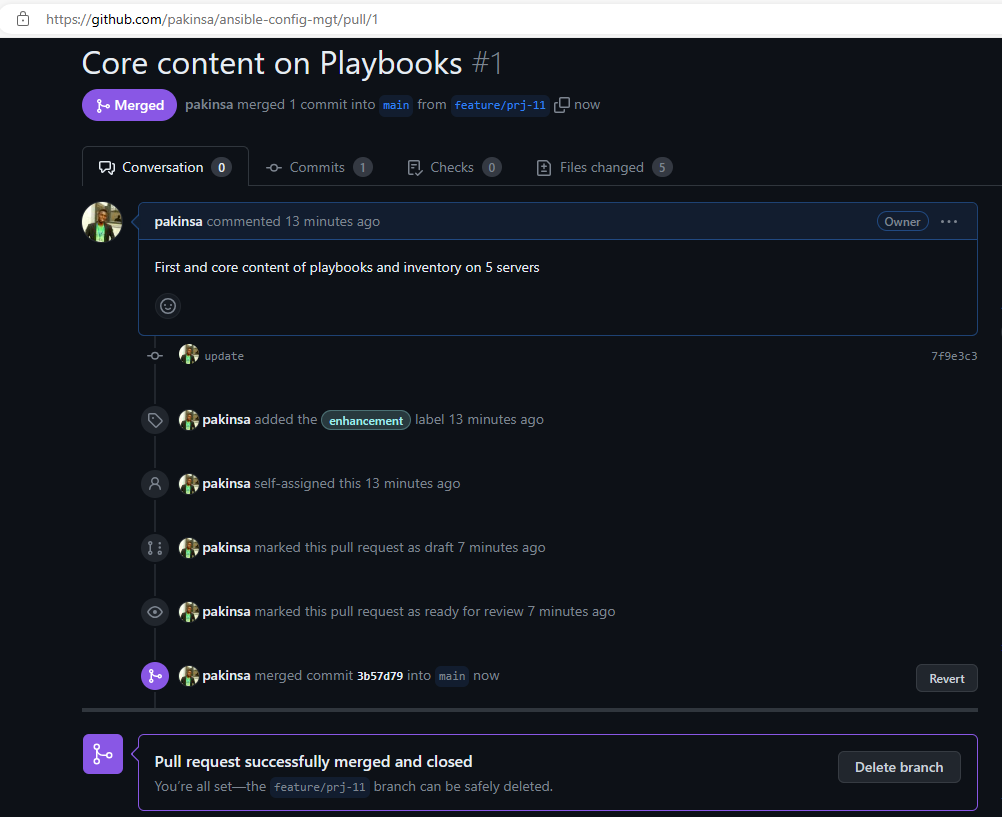 https://github.com/pakinsa/ansible-config-mgt/pull/1
Core content on Playbooks #1
Merged pakinsa merged 1 commit into main from feature/prj-11 now
Conversation 0 Commits 1 Checks 0 Files changed 5
pakinsa commented 13 minutes ago Owner ...
First and core content of playbooks and inventory on 5 servers
update 7f9e3c3
pakinsa added the enhancement label 13 minutes ago
pakinsa self-assigned this 13 minutes ago
pakinsa marked this pull request as draft 7 minutes ago
pakinsa marked this pull request as ready for review 7 minutes ago
pakinsa merged commit 3b57d79 into main now Revert
Pull request successfully merged and closed
You're all set—the feature/prj-11 branch can be safely deleted.
Delete branch